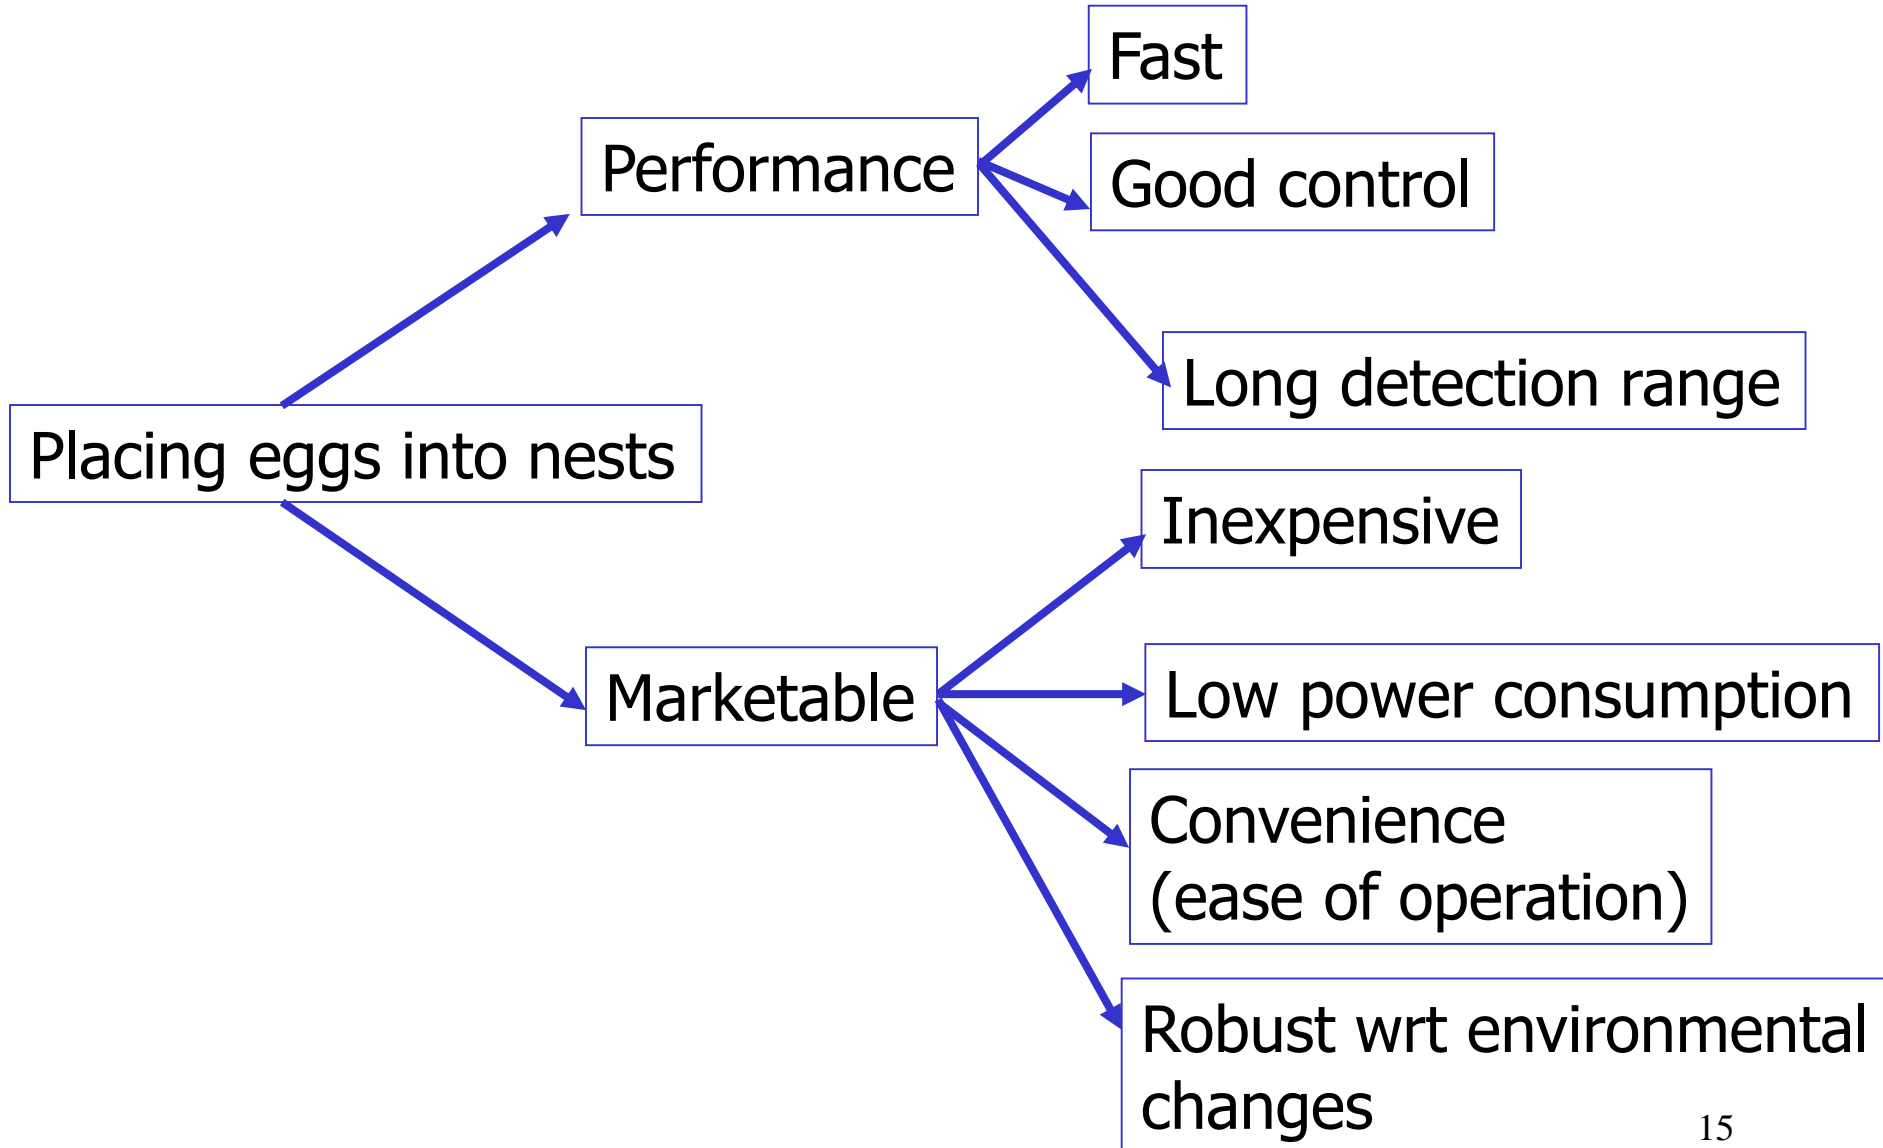 Fast
Performance
Good control
Long detection range
Placing eggs into nests
Inexpensive
Marketable
Low power consumption
Convenience
(ease of operation)
Robust wrt environmental
changes
15